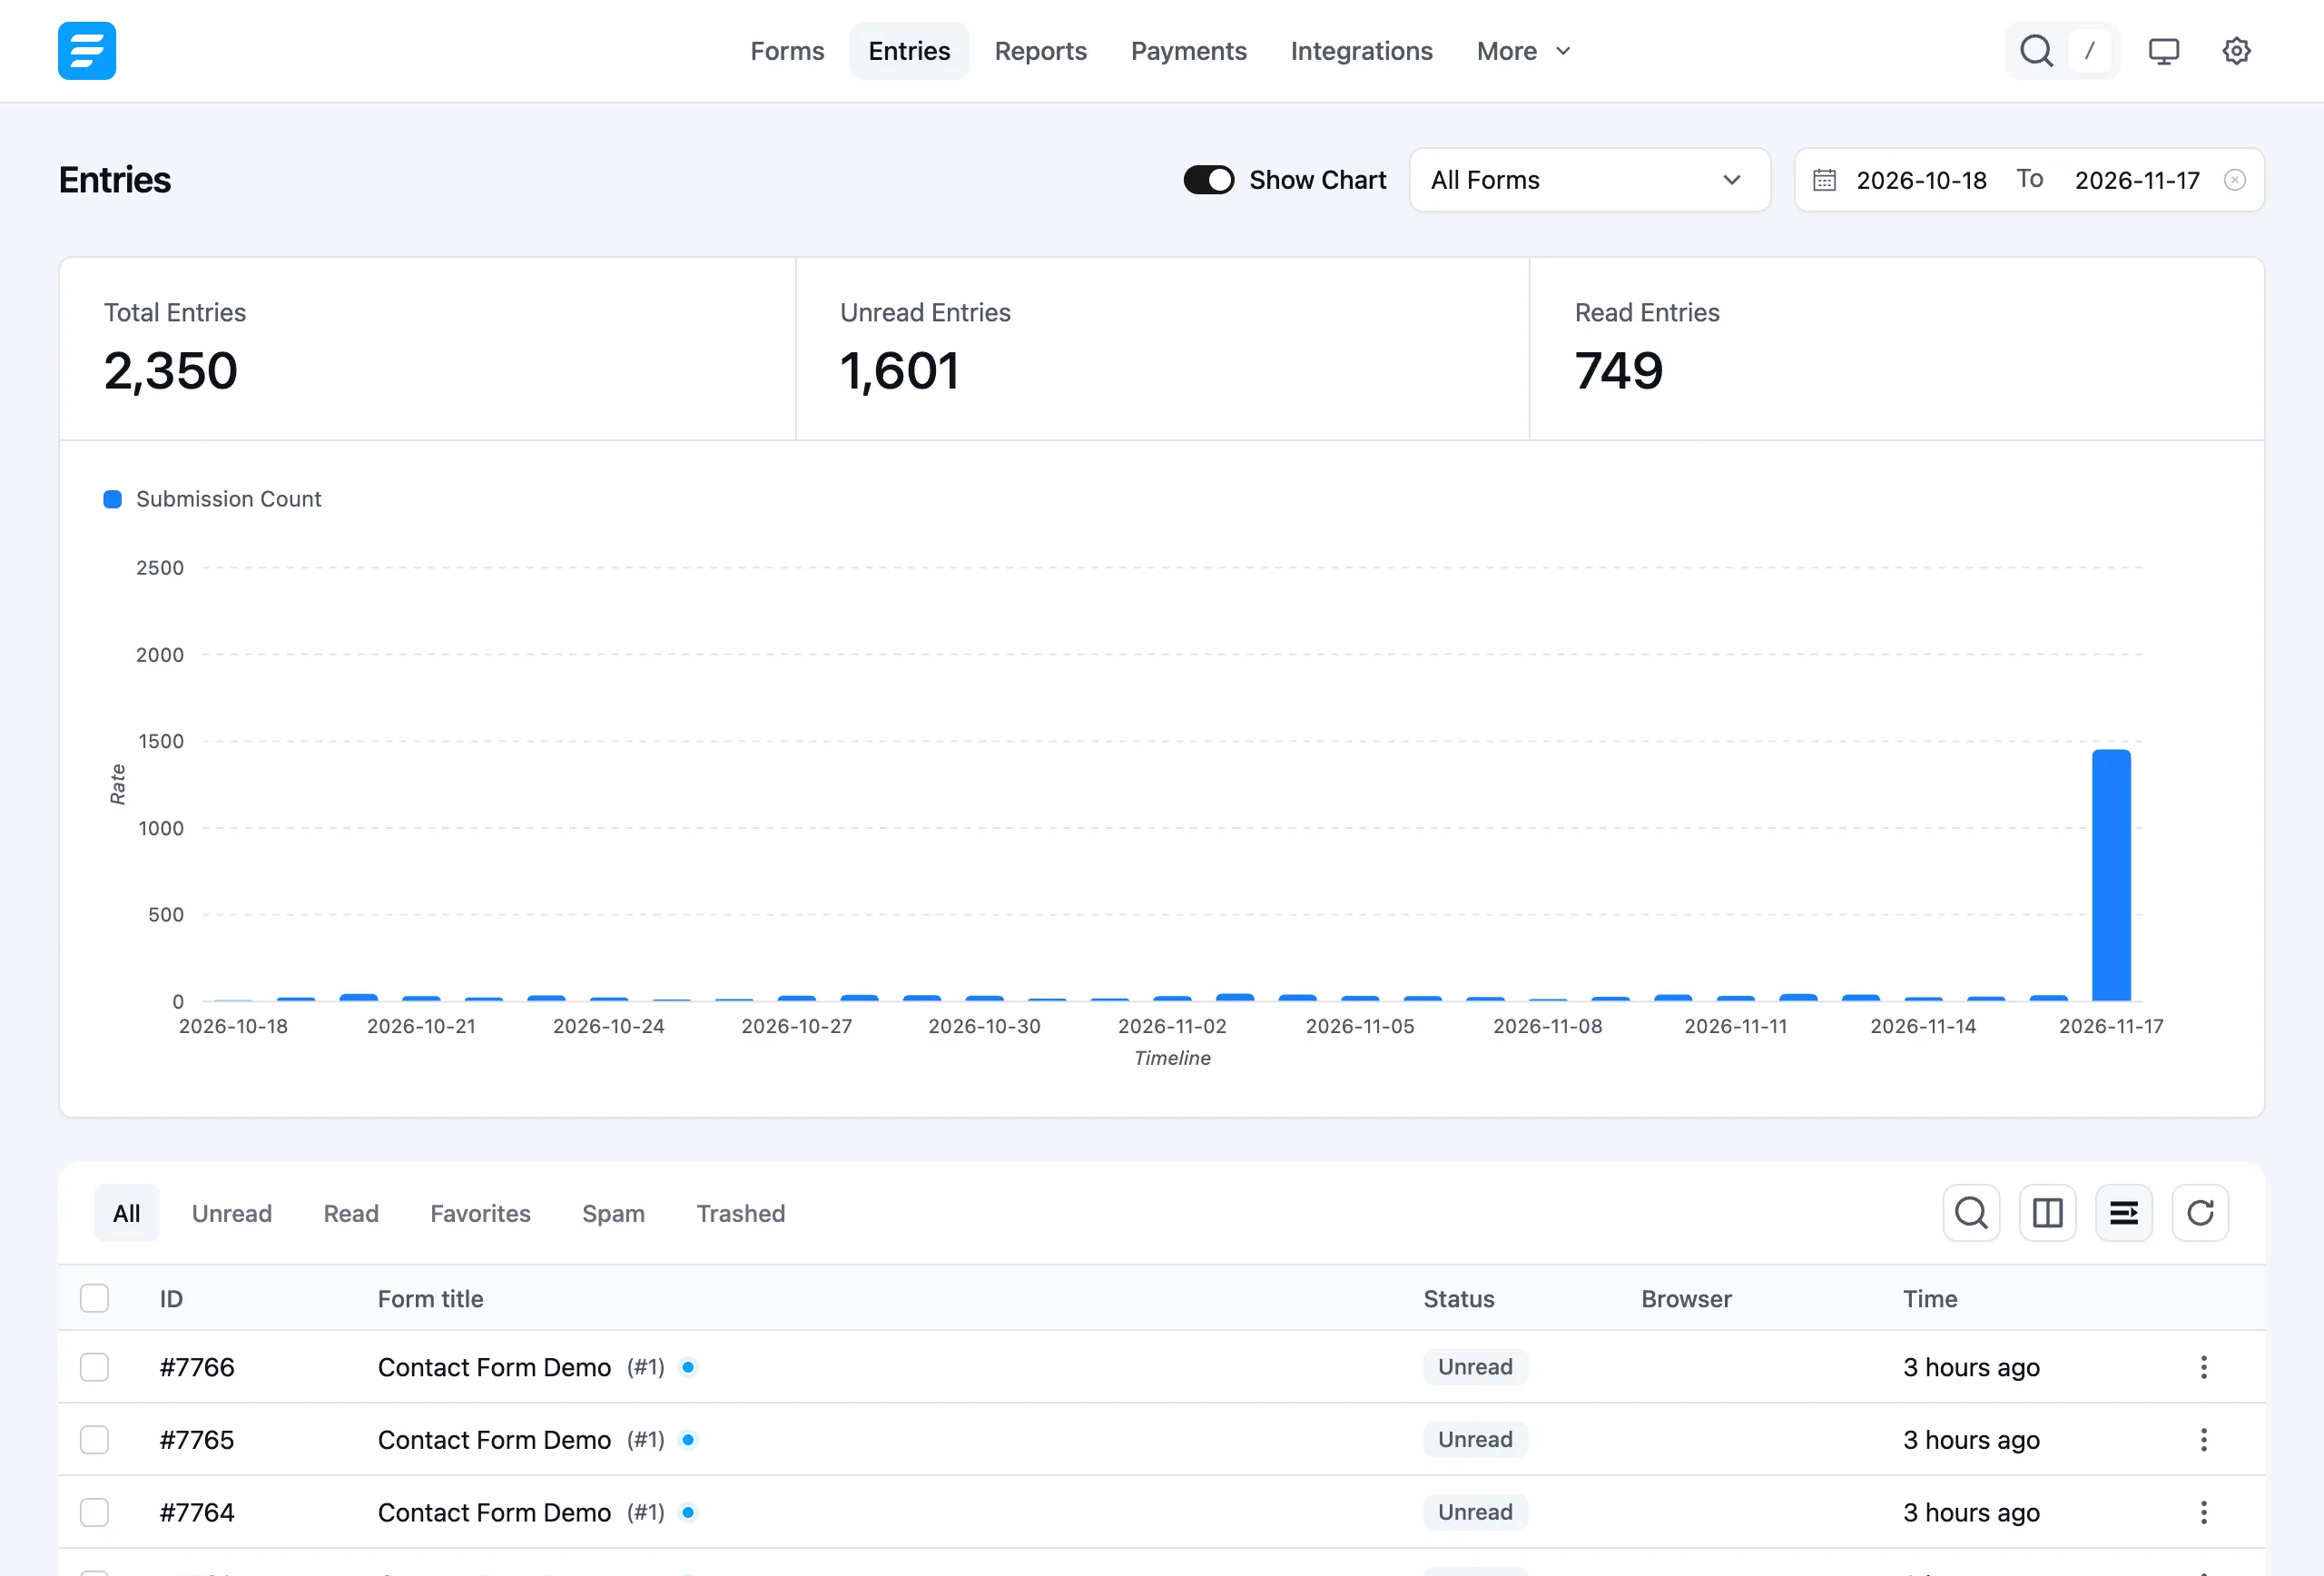 Forms Entries Reports Payments Integrations More /
Entries
Show Chart All Forms 2026-10-18 To 2026-11-17
Total Entries Unread Entries Read Entries
2,350 1,601 749
Submission Count
2500
2000
1500
Rate
1000
500
0
2026-10-18 2026-10-21 2026-10-24 2026-10-27 2026-10-30 2026-11-02 2026-11-05 2026-11-08 2026-11-11 2026-11-14 2026-11-17
Timeline
All Unread Read Favorites Spam Trashed
ID Form title Status Browser Time
#7766 Contact Form Demo (#1) Unread 3 hours ago
#7765 Contact Form Demo (#1) Unread 3 hours ago
#7764 Contact Form Demo (#1) Unread 3 hours ago